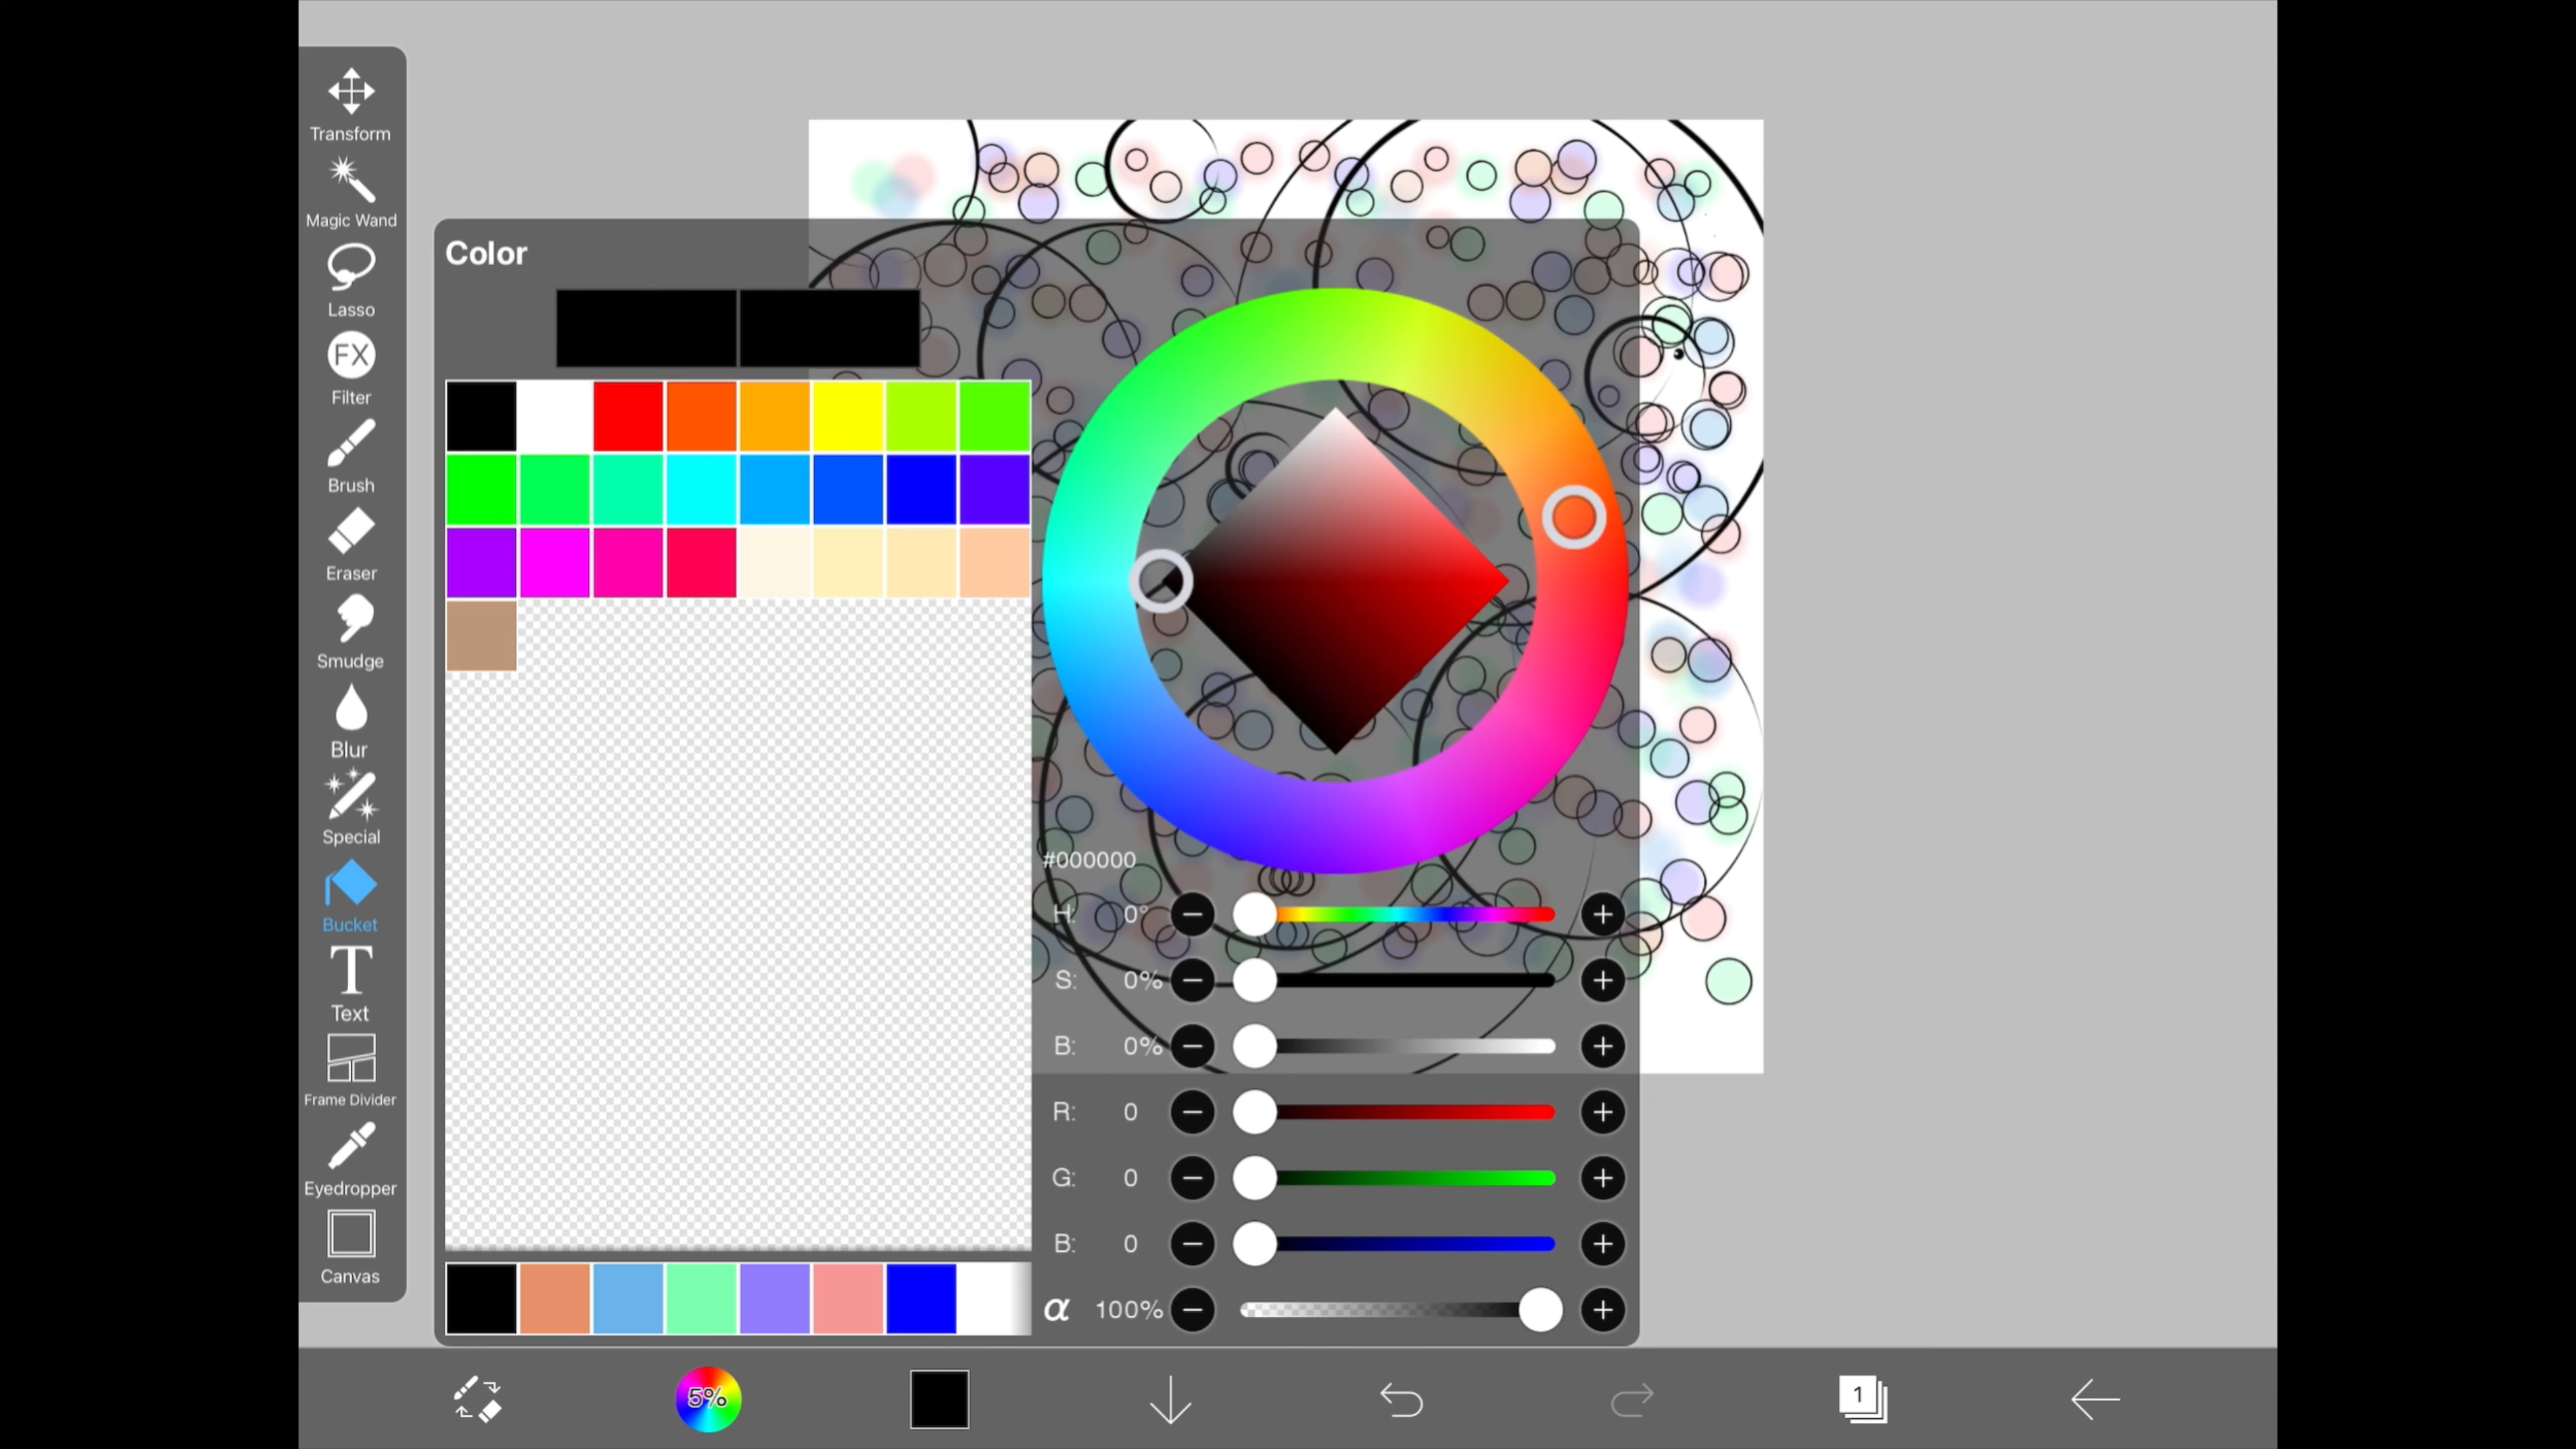 Transform
Magic Wand
Lasso
FX
Filter
Brush
Eraser
Smudge
Blur
Special
Bucket
T
Text
Frame Divider
Eyedropper
Canvas
Color
#000000
H: 0°
S: 0%
B: 0%
R: 0
G: 0
B: 0
α 100%
5%
1